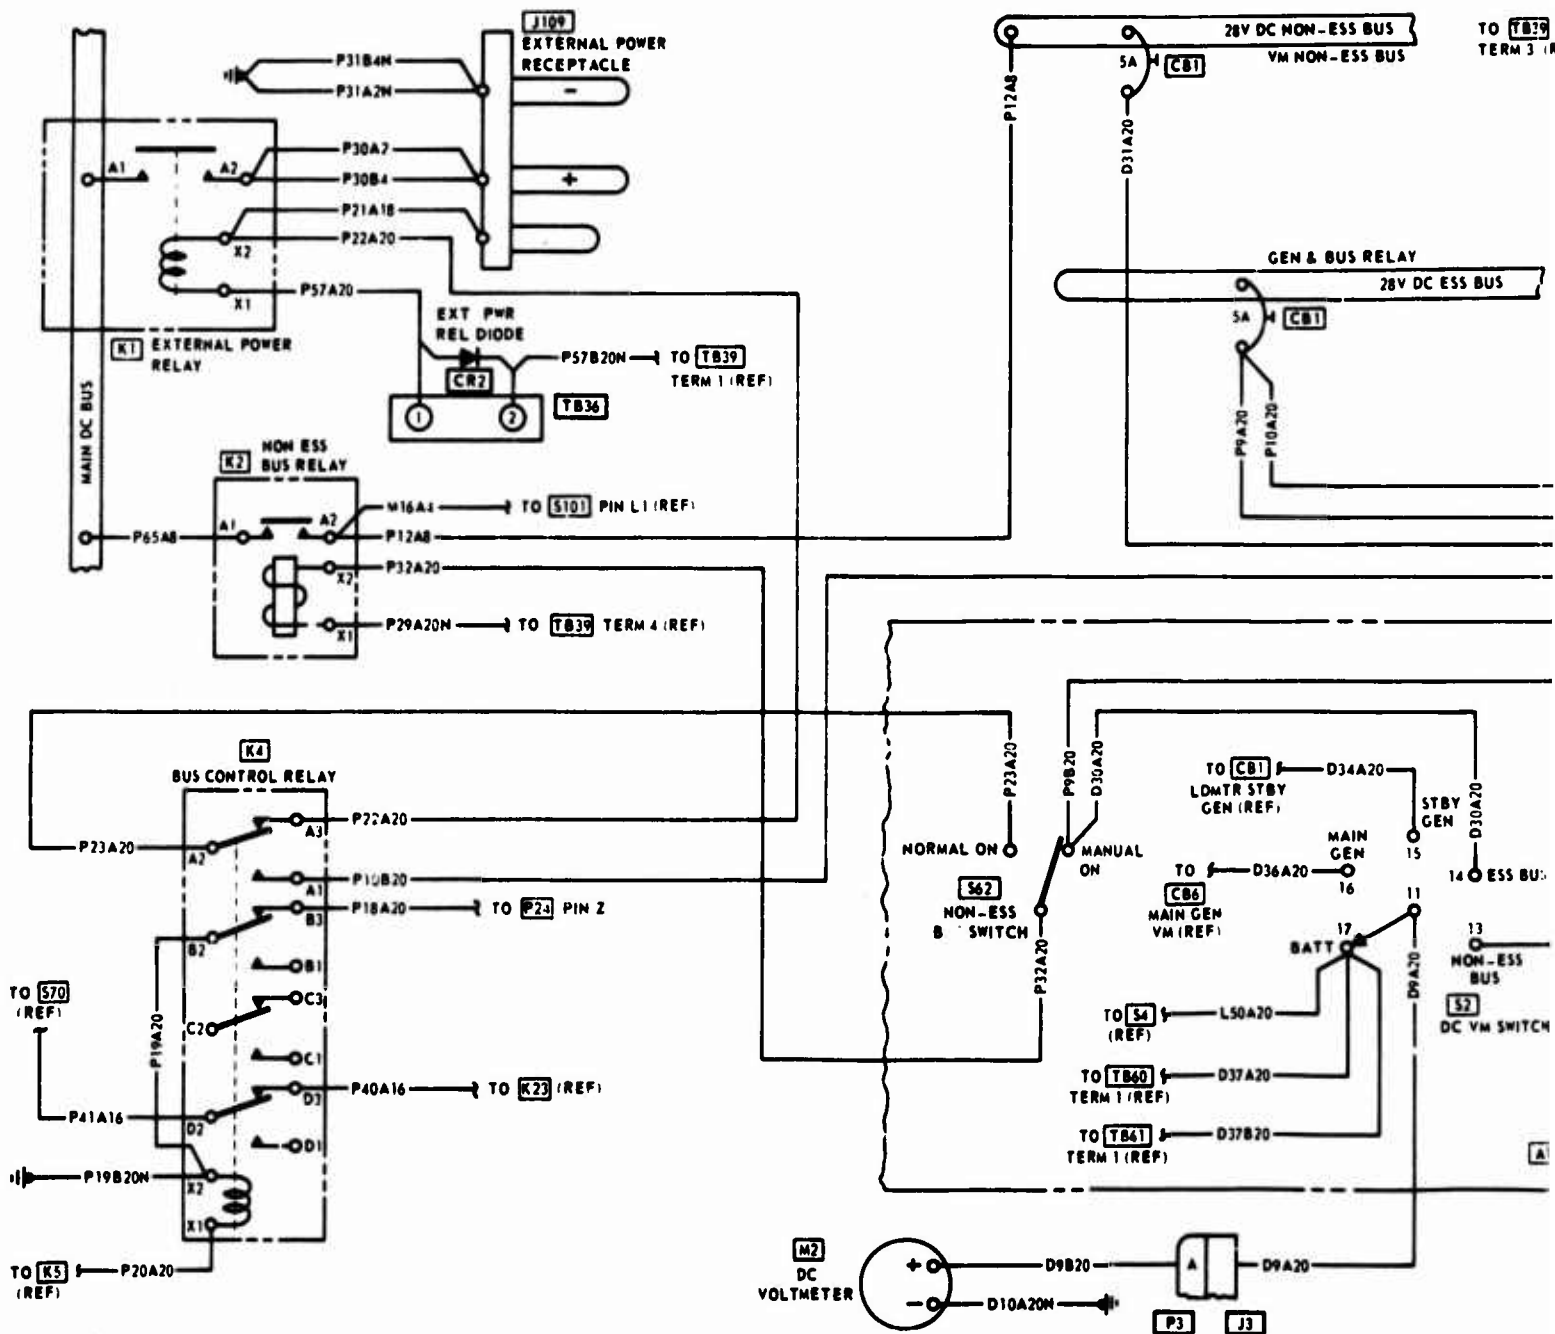 J109
EXTERNAL POWER
RECEPTACLE
P31B4N
P31A2N
-
P30A2
P30B4
+
P21A18
P22A20
A1
A2
X2
X1
P57A20
K1 EXTERNAL POWER
RELAY
EXT PWR
REL DIODE
CR2
P57B20N
TO TB39
TERM 1 (REF)
TB36
1
2
MAIN DC BUS
K2 NON ESS
BUS RELAY
M16A4
TO S101 PIN L1 (REF)
P65A8
A1
A2
P12A8
X2
P32A20
X1
P29A20N
TO TB39 TERM 4 (REF)
28V DC NON-ESS BUS
VM NON-ESS BUS
5A
CB1
TO TB39
TERM 3
P12A8
D31A20
GEN & BUS RELAY
28V DC ESS BUS
5A
CB1
P9A20
P10A20
K4
BUS CONTROL RELAY
P23A20
A2
A3
P22A20
A1
P10B20
B3
P18A20
TO P24 PIN Z
B2
B1
C3
C2
C1
D3
P40A16
TO K23 (REF)
D2
D1
TO S70
(REF)
P41A16
P19A20
P19B20N
X2
X1
TO K5
(REF)
P20A20
P23A20
P9B20
D30A20
NORMAL ON
MANUAL
ON
S62
NON-ESS
SWITCH
P32A20
TO CB1
LDMTR STBY
GEN (REF)
D34A20
STBY
GEN
15
D30A20
MAIN
GEN
16
TO
CB6
MAIN GEN
VM (REF)
D36A20
14 ESS BUS
11
17
BATT
13
NON-ESS
BUS
D9A20
S2
DC VM SWITCH
TO S4
(REF)
L50A20
TO TB60
TERM 1 (REF)
D37A20
TO TB61
TERM 1 (REF)
D37B20
A
M2
DC
VOLTMETER
+
-
D9B20
D10A20N
A
D9A20
P3
J3